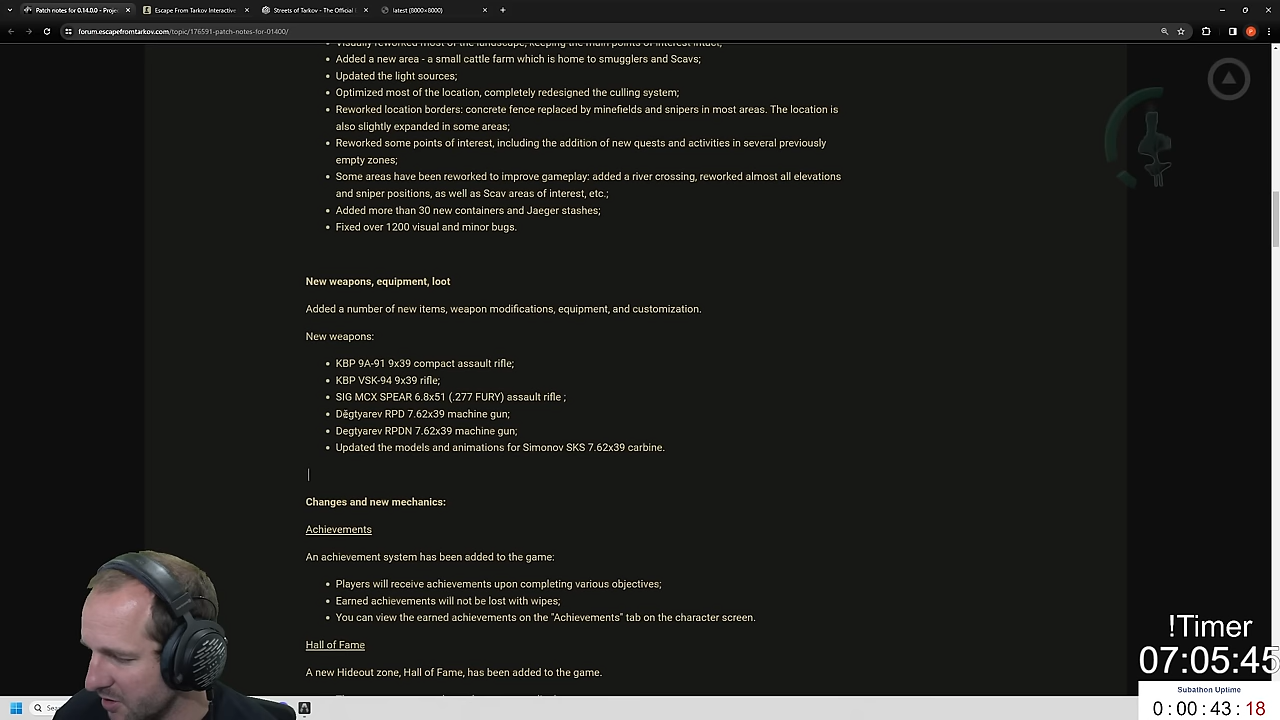 Patch notes for 0.14.0.0 - Proje
Escape From Tarkov Interactive
Streets of Tarkov - The Official
latest (8000×8000)
forum.escapefromtarkov.com/topic/176591-patch-notes-for-01400/
Visually reworked most of the landscape, keeping the main points of interest intact;
Added a new area - a small cattle farm which is home to smugglers and Scavs;
Updated the light sources;
Optimized most of the location, completely redesigned the culling system;
Reworked location borders: concrete fence replaced by minefields and snipers in most areas. The location is
also slightly expanded in some areas;
Reworked some points of interest, including the addition of new quests and activities in several previously
empty zones;
Some areas have been reworked to improve gameplay: added a river crossing, reworked almost all elevations
and sniper positions, as well as Scav areas of interest, etc.;
Added more than 30 new containers and Jaeger stashes;
Fixed over 1200 visual and minor bugs.
New weapons, equipment, loot
Added a number of new items, weapon modifications, equipment, and customization.
New weapons:
KBP 9A-91 9x39 compact assault rifle;
KBP VSK-94 9x39 rifle;
SIG MCX SPEAR 6.8x51 (.277 FURY) assault rifle ;
Degtyarev RPD 7.62x39 machine gun;
Degtyarev RPDN 7.62x39 machine gun;
Updated the models and animations for Simonov SKS 7.62x39 carbine.
Changes and new mechanics:
Achievements
An achievement system has been added to the game:
Players will receive achievements upon completing various objectives;
Earned achievements will not be lost with wipes;
You can view the earned achievements on the "Achievements" tab on the character screen.
Hall of Fame
A new Hideout zone, Hall of Fame, has been added to the game.
!Timer
07:05:45
Subathon Uptime
0:00:43:18